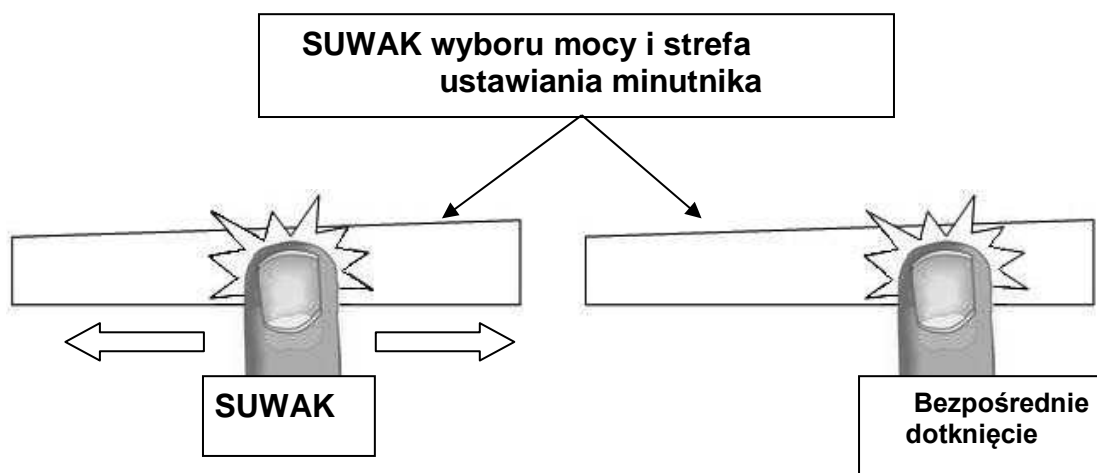 SUWAK wyboru mocy i strefa
ustawiania minutnika
SUWAK
Bezpośrednie
dotknięcie